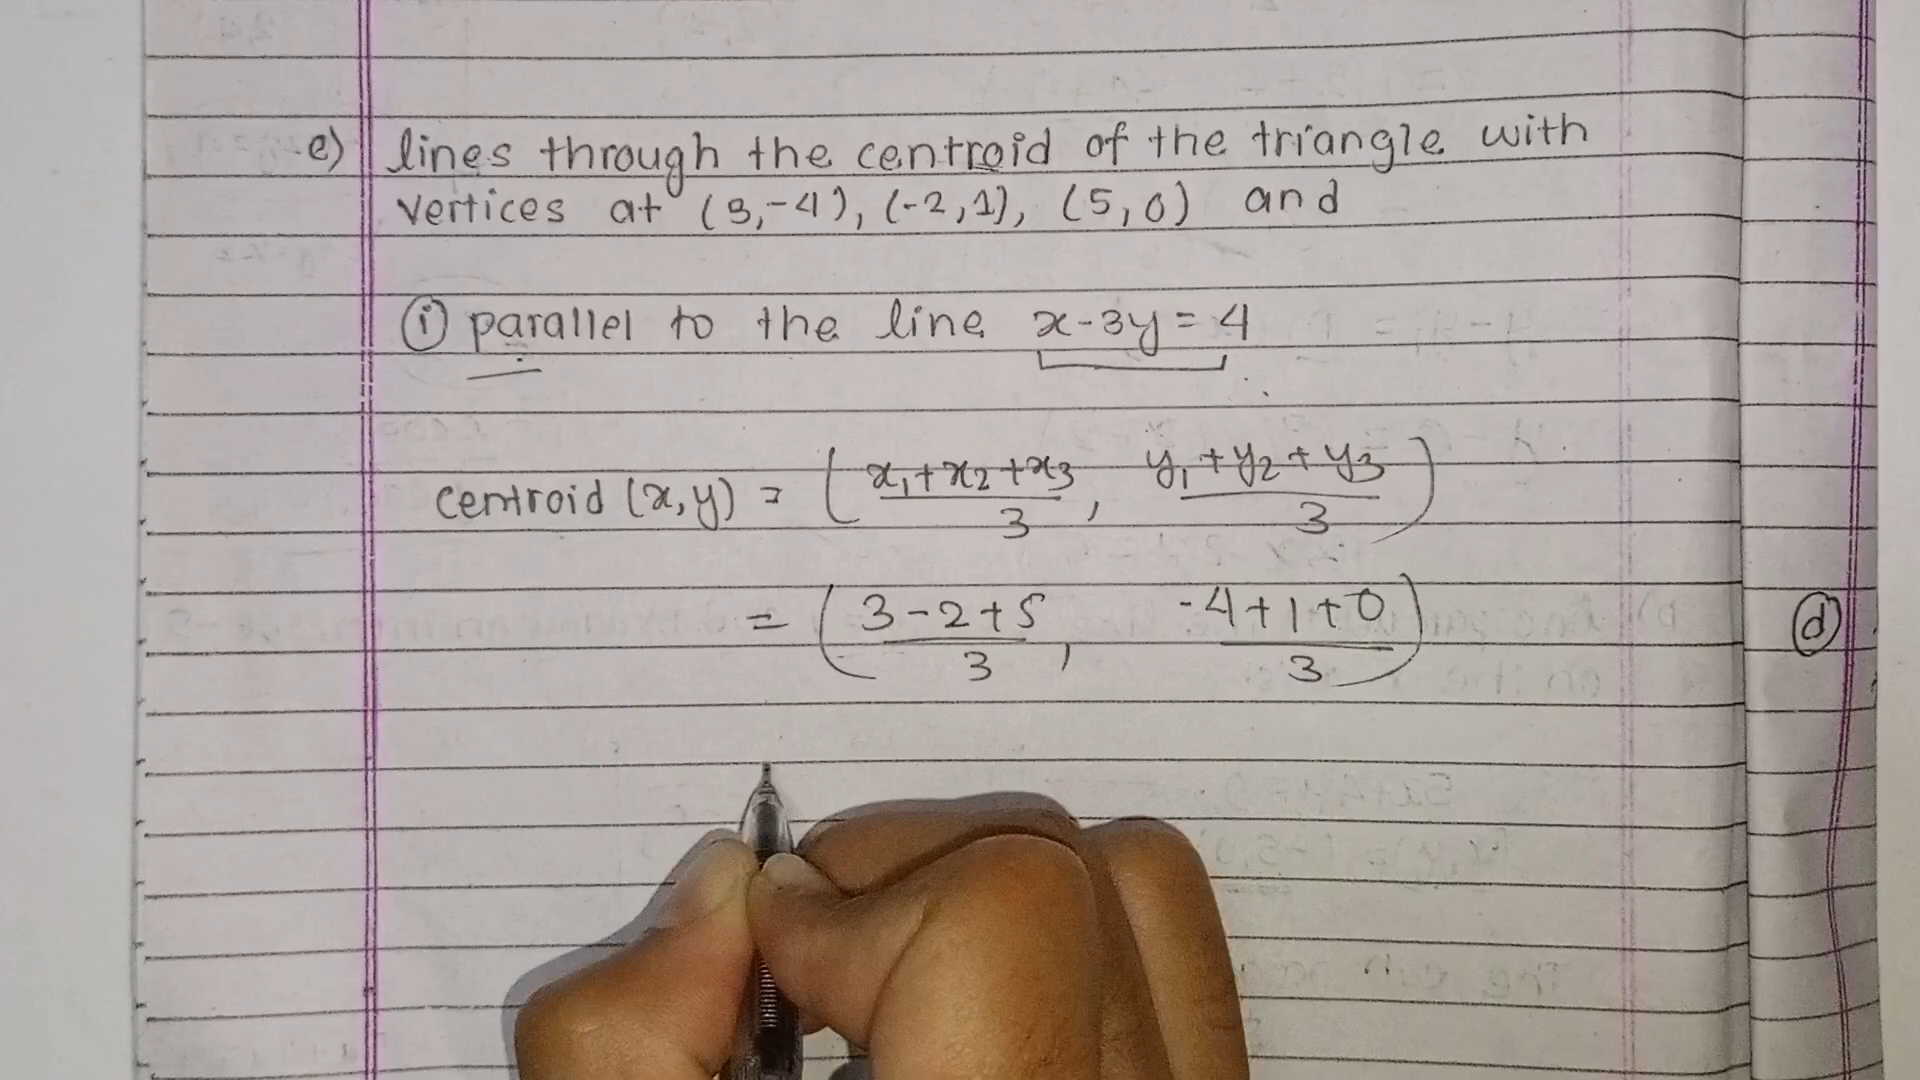 e) lines through the centroid of the triangle with
vertices at (3,-4), (-2,1), (5,0) and
(i) parallel to the line x-3y=4
centroid (x,y) = ( x₁+x₂+x₃ / 3 , y₁+y₂+y₃ / 3 )
= ( 3-2+5 / 3 , -4+1+0 / 3 )
(d)